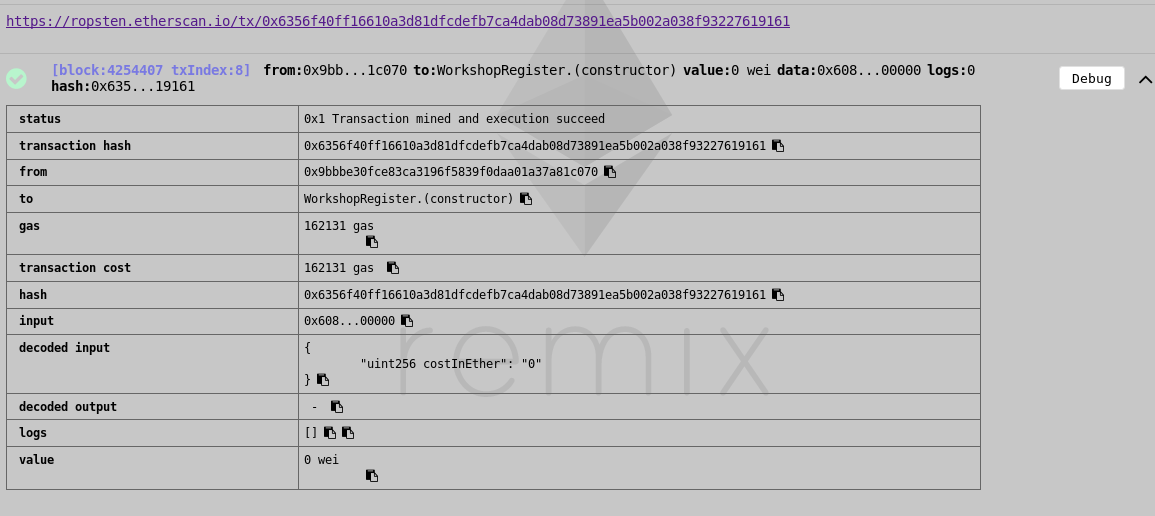 https://ropsten.etherscan.io/tx/0x6356f40ff16610a3d81dfcdefb7ca4dab08d73891ea5b002a038f93227619161
[block:4254407 txIndex:8] from:0x9bb...1c070 to:WorkshopRegister.(constructor) value:0 wei data:0x608...00000 logs:0
hash:0x635...19161
Debug
status 0x1 Transaction mined and execution succeed
transaction hash 0x6356f40ff16610a3d81dfcdefb7ca4dab08d73891ea5b002a038f93227619161
from 0x9bbbe30fce83ca3196f5839f0daa01a37a81c070
to WorkshopRegister.(constructor)
gas 162131 gas
transaction cost 162131 gas
hash 0x6356f40ff16610a3d81dfcdefb7ca4dab08d73891ea5b002a038f93227619161
input 0x608...00000
decoded input {
"uint256 costInEther": "0"
}
decoded output -
logs []
value 0 wei
remix